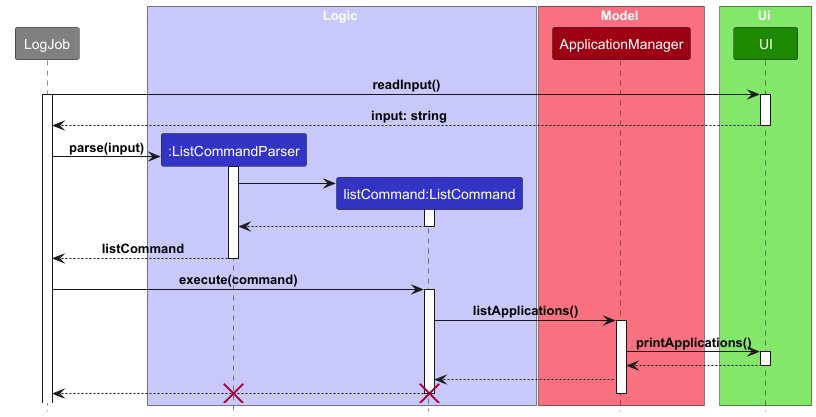 Logic
Model
Ui
LogJob
ApplicationManager
UI
readInput()
input: string
parse(input)
:ListCommandParser
listCommand:ListCommand
listCommand
execute(command)
listApplications()
printApplications()